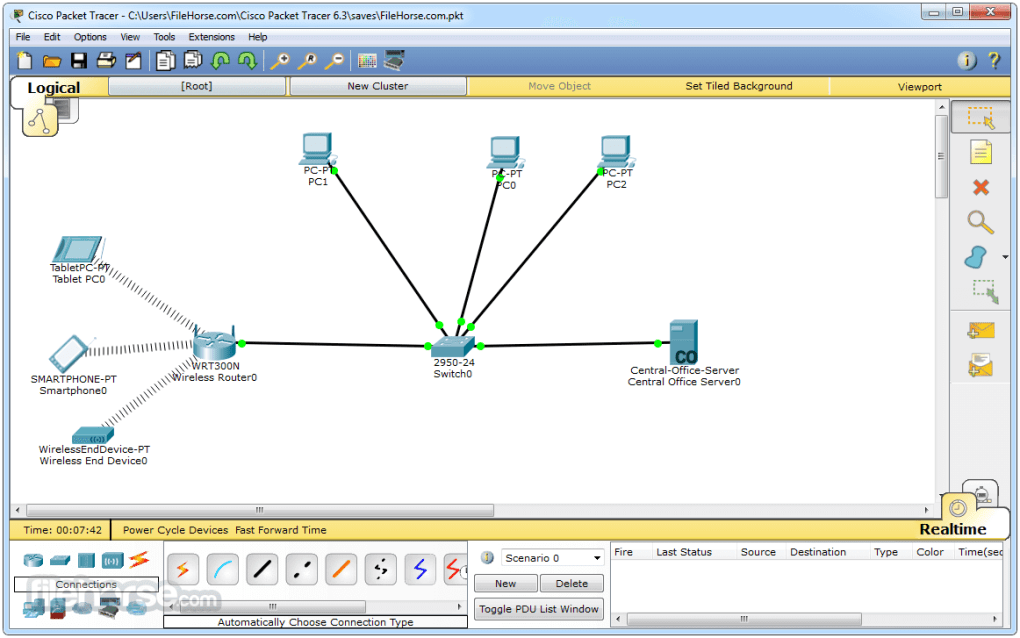 Cisco Packet Tracer - C:\Users\FileHorse.com\Cisco Packet Tracer 6.3\saves\FileHorse.com.pkt
File Edit Options View Tools Extensions Help
Logical [Root] New Cluster Move Object Set Tiled Background Viewport
PC-PT
PC1
PC-PT
PC0
PC-PT
PC2
TabletPC-PT
Tablet PC0
SMARTPHONE-PT
Smartphone0
WirelessEndDevice-PT
Wireless End Device0
WRT300N
Wireless Router0
2950-24
Switch0
CO
Central-Office-Server
Central Office Server0
Time: 00:07:42 Power Cycle Devices Fast Forward Time
Realtime
Connections
filehorse.com
Automatically Choose Connection Type
Scenario 0
New Delete
Toggle PDU List Window
Fire Last Status Source Destination Type Color Time(sec